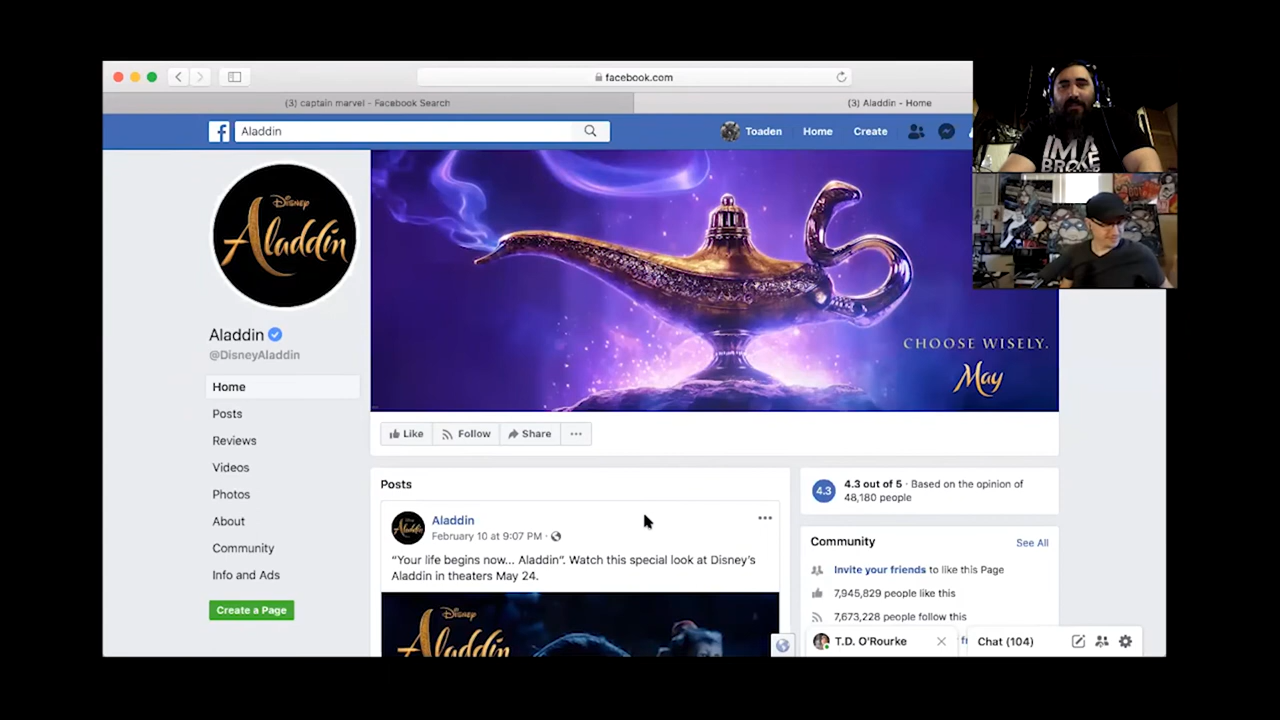 facebook.com
(3) captain marvel - Facebook Search
(3) Aladdin - Home
Aladdin
Toaden
Home
Create
IM A
BROKE
Disney
Aladdin
CHOOSE WISELY.
May
Aladdin
@DisneyAladdin
Home
Posts
Reviews
Videos
Photos
About
Community
Info and Ads
Create a Page
Like
Follow
Share
Posts
Aladdin
February 10 at 9:07 PM ·
“Your life begins now... Aladdin”. Watch this special look at Disney’s
Aladdin in theaters May 24.
Disney
Aladdin
4.3
4.3 out of 5 · Based on the opinion of
48,180 people
Community
See All
Invite your friends to like this Page
7,945,829 people like this
7,673,228 people follow this
T.D. O'Rourke
Chat (104)